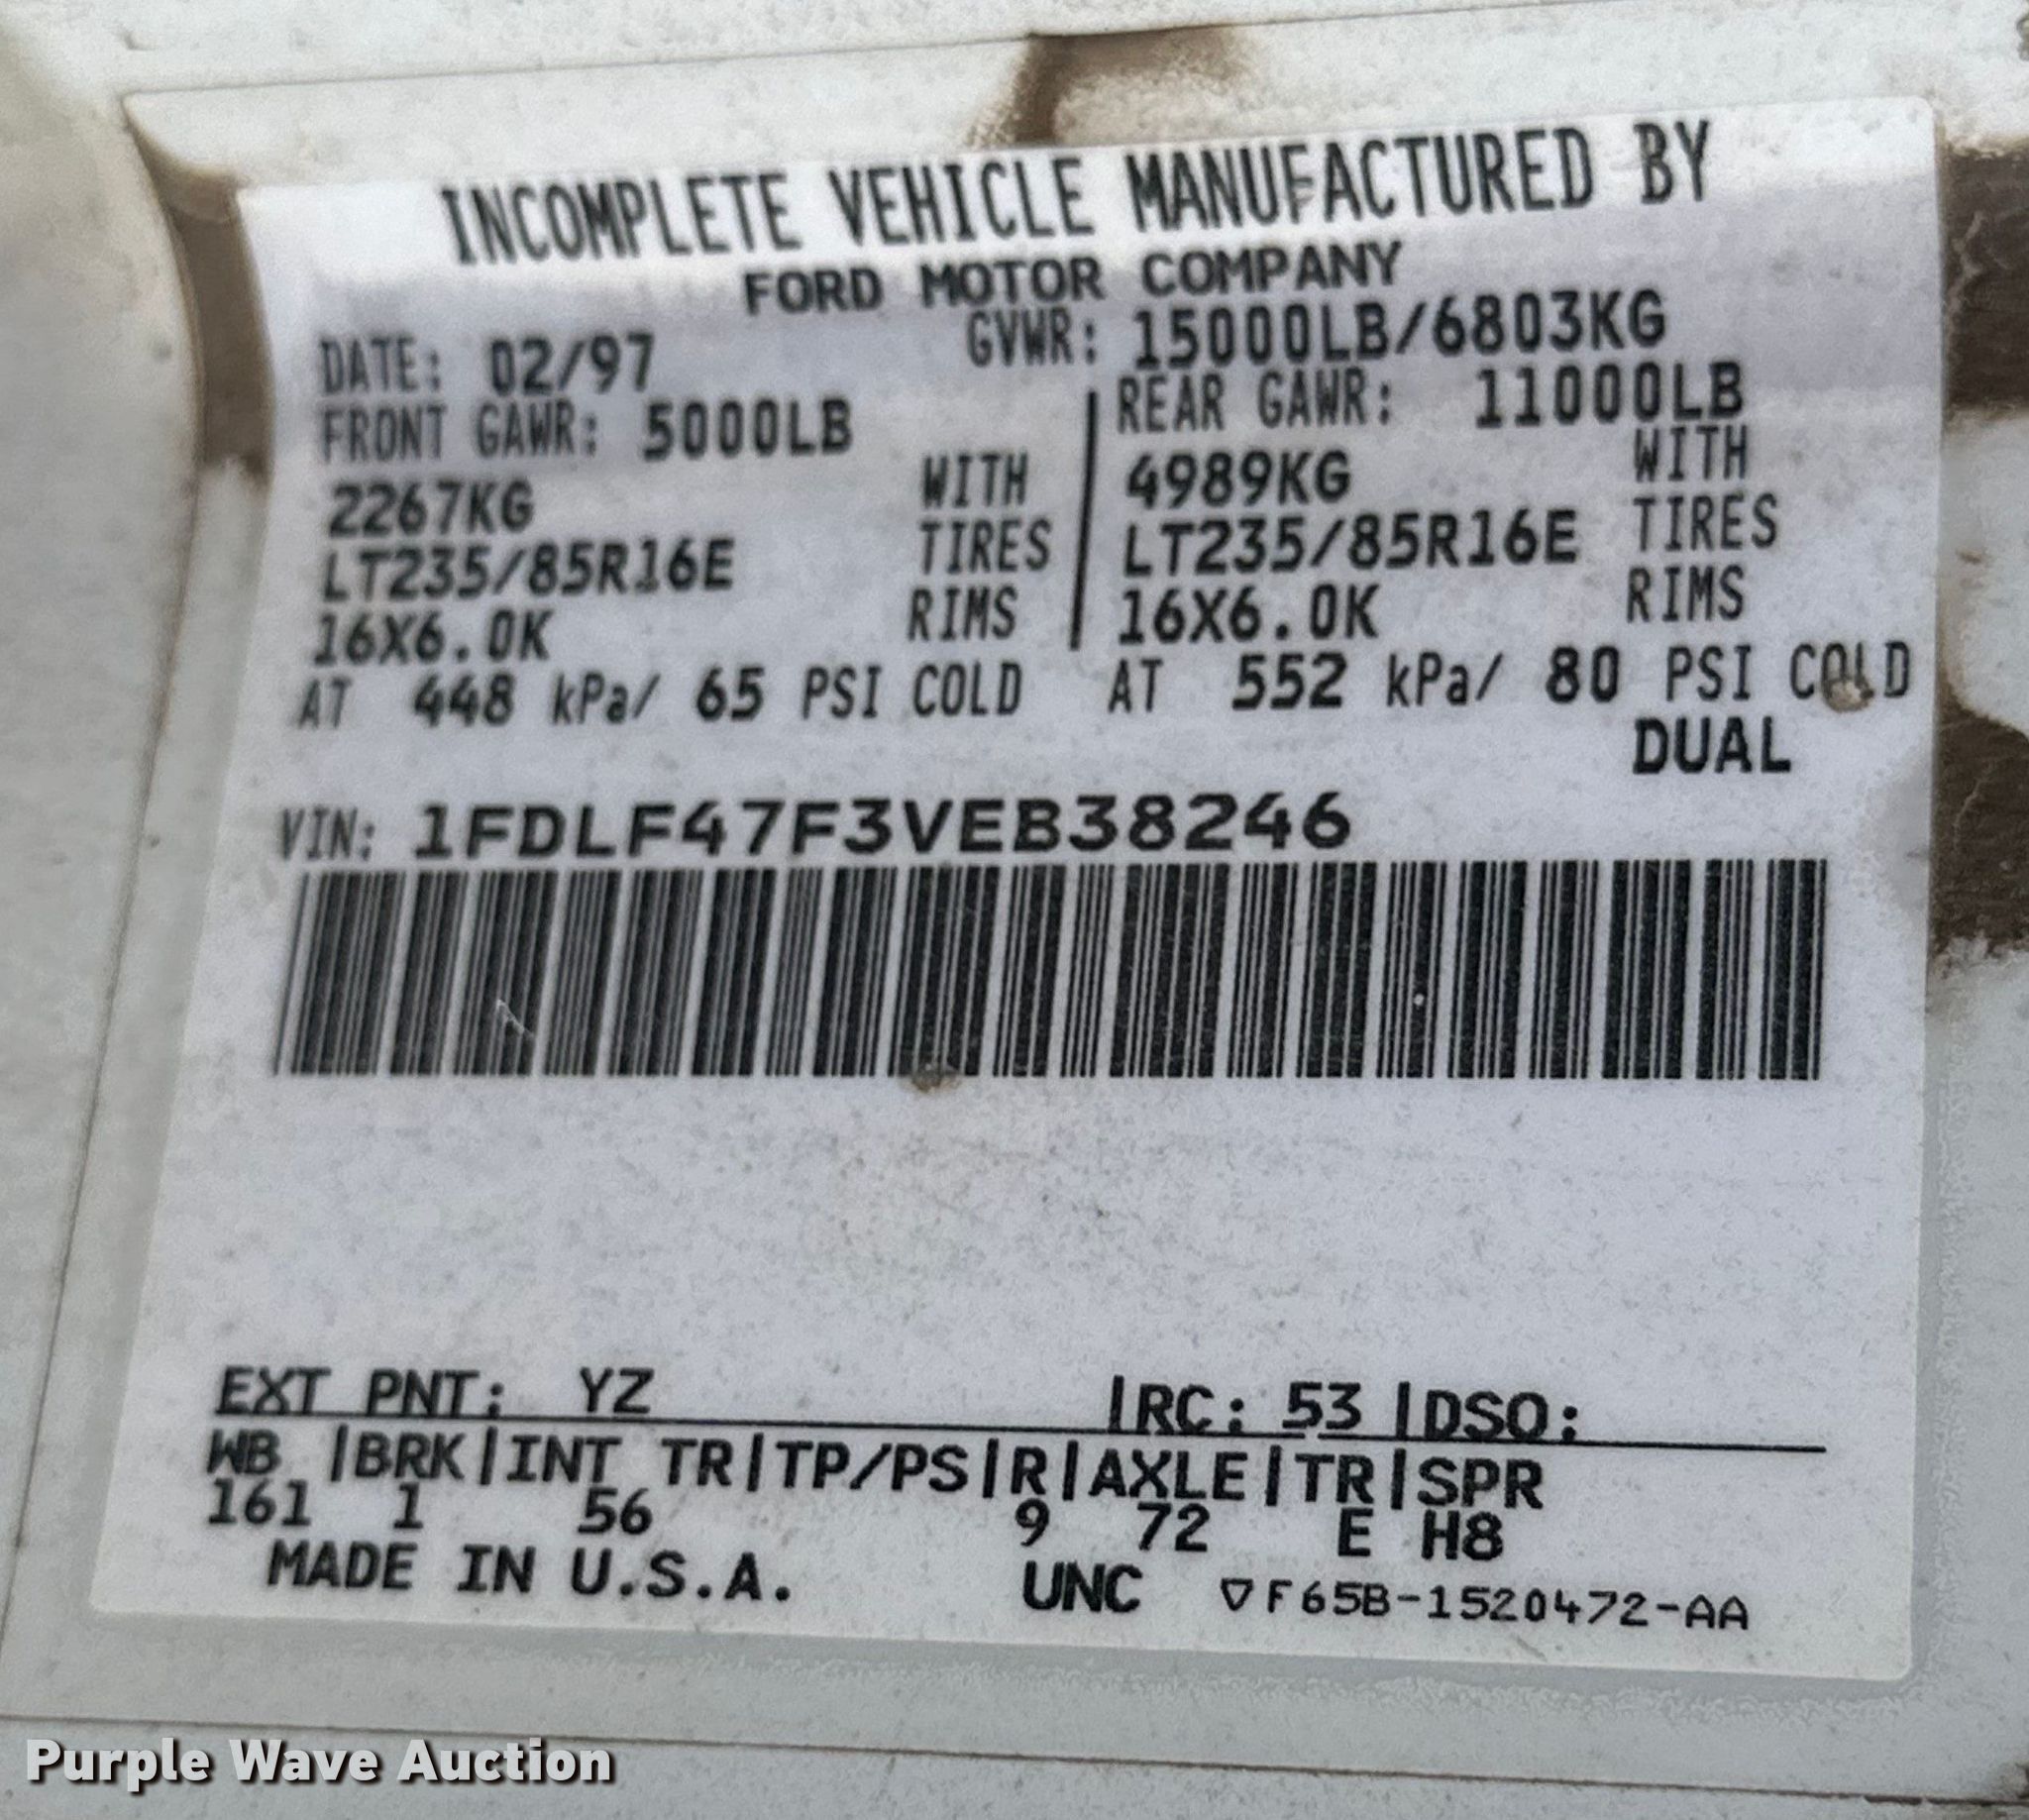 INCOMPLETE VEHICLE MANUFACTURED BY
FORD MOTOR COMPANY
DATE: 02/97 GVWR: 15000LB/6803KG
FRONT GAWR: 5000LB REAR GAWR: 11000LB
2267KG WITH 4989KG WITH
LT235/85R16E TIRES LT235/85R16E TIRES
16X6.0K RIMS 16X6.0K RIMS
AT 448 kPa/ 65 PSI COLD AT 552 kPa/ 80 PSI COLD
DUAL
VIN: 1FDLF47F3VEB38246
EXT PNT: YZ |RC: 53 |DSO:
WB |BRK|INT TR|TP/PS|R|AXLE|TR|SPR
161 1 56 9 72 E H8
MADE IN U.S.A. UNC ▽F65B-1520472-AA
Purple Wave Auction